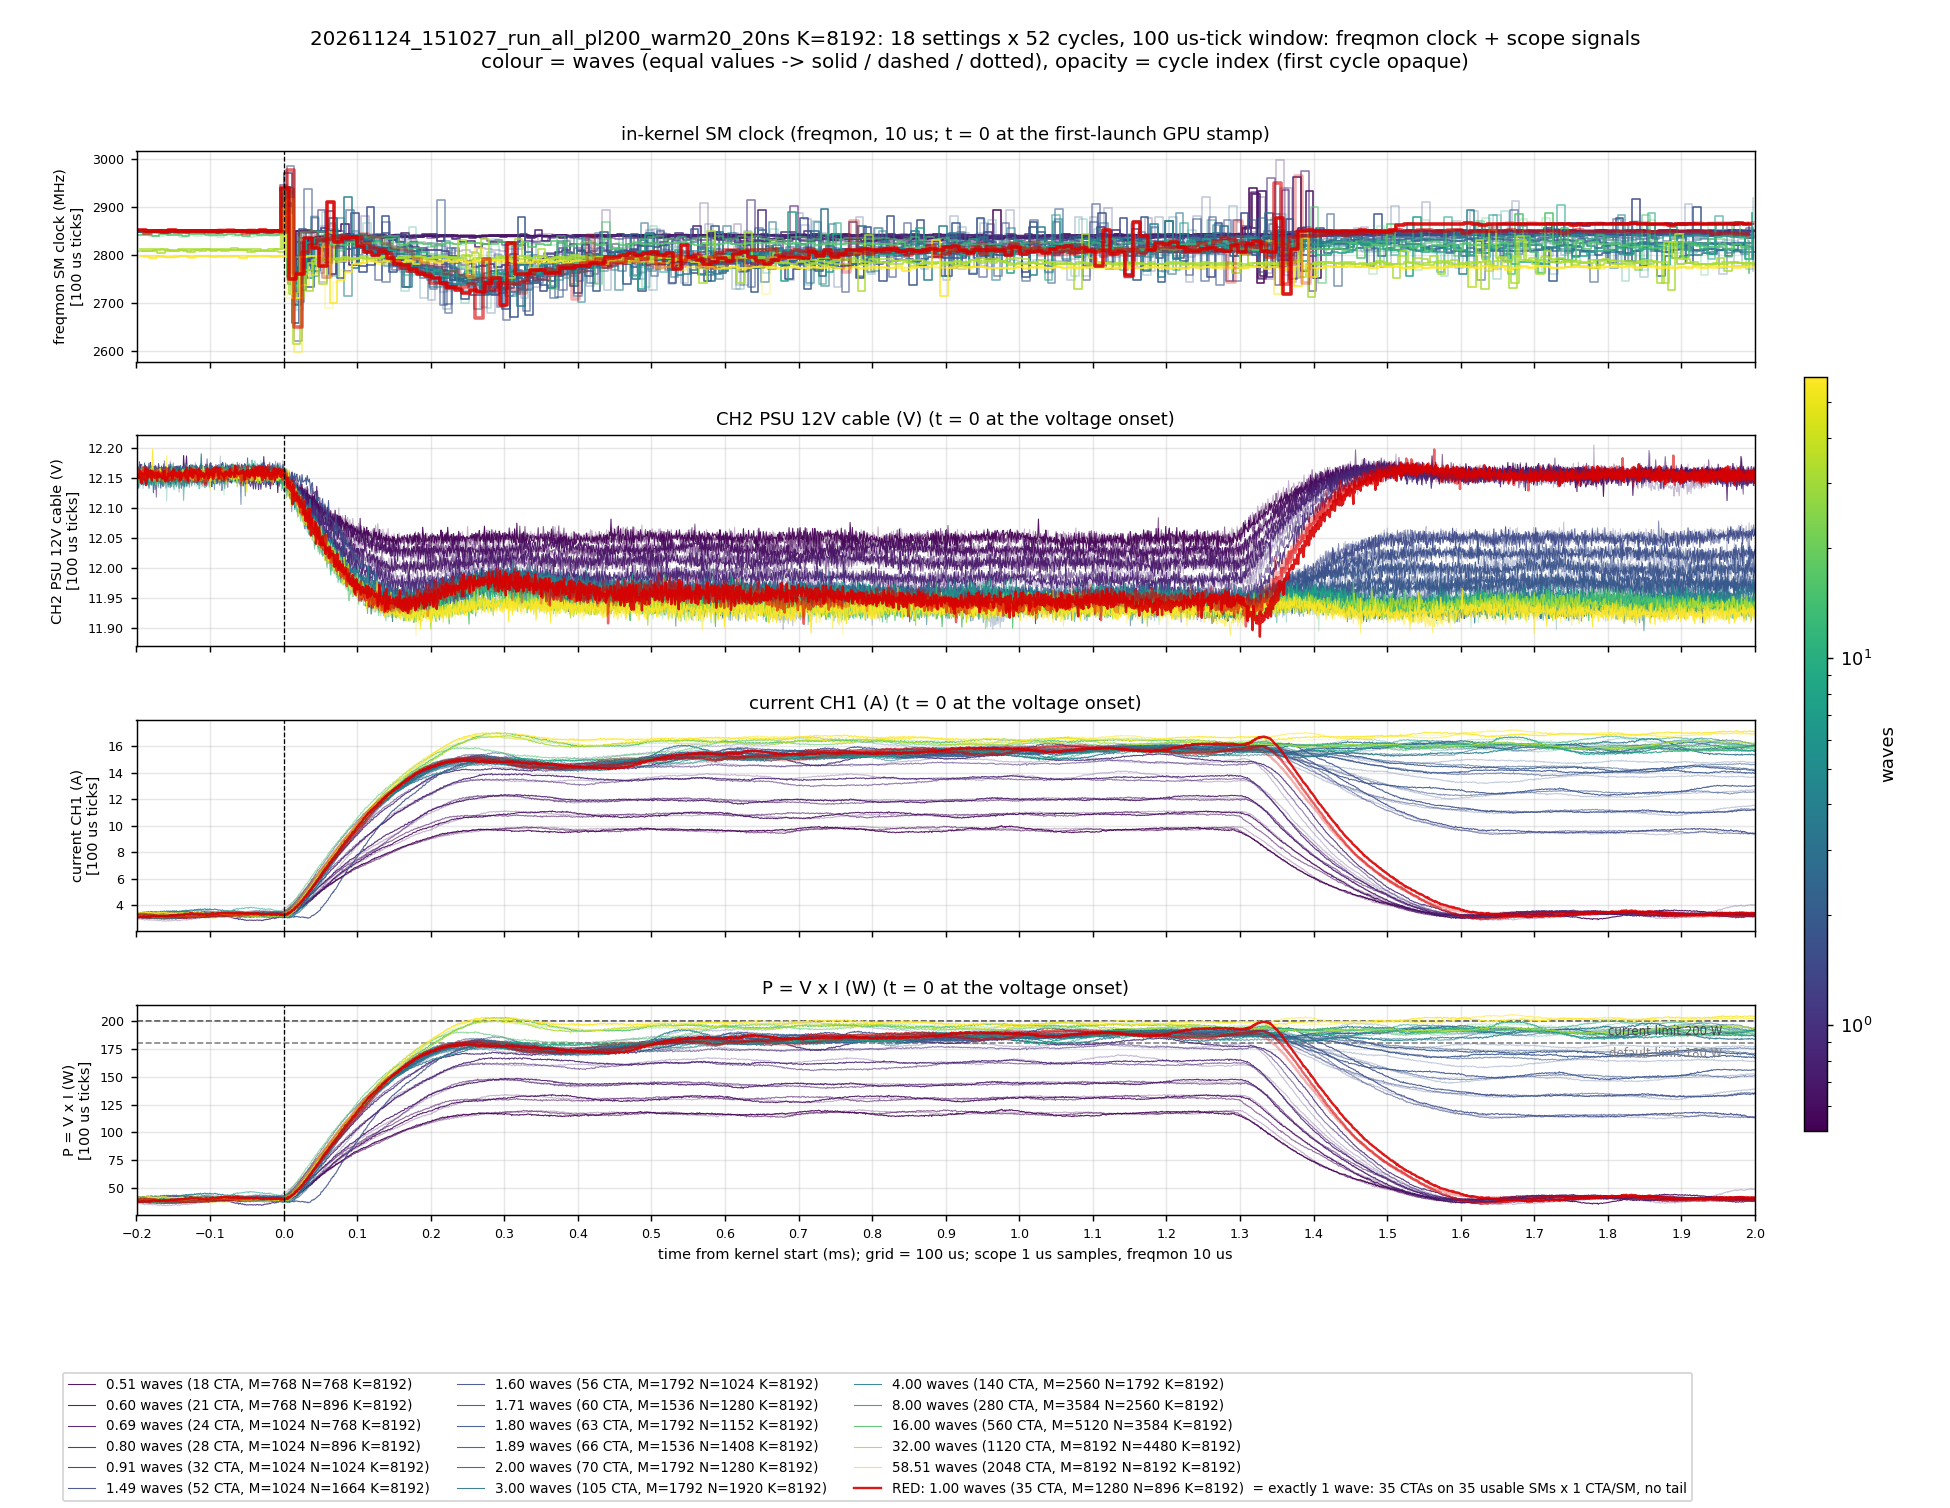 20261124_151027_run_all_pl200_warm20_20ns K=8192: 18 settings x 52 cycles, 100 us-tick window: freqmon clock + scope signals
colour = waves (equal values -> solid / dashed / dotted), opacity = cycle index (first cycle opaque)
in-kernel SM clock (freqmon, 10 us; t = 0 at the first-launch GPU stamp)
freqmon SM clock (MHz)
[100 us ticks]
3000
2900
2800
2700
2600
CH2 PSU 12V cable (V) (t = 0 at the voltage onset)
CH2 PSU 12V cable (V)
[100 us ticks]
12.20
12.15
12.10
12.05
12.00
11.95
11.90
current CH1 (A) (t = 0 at the voltage onset)
current CH1 (A)
[100 us ticks]
16
14
12
10
8
6
4
P = V x I (W) (t = 0 at the voltage onset)
P = V x I (W)
[100 us ticks]
200
175
150
125
100
75
50
current limit 200 W
default limit 180 W
−0.2 −0.1 0.0 0.1 0.2 0.3 0.4 0.5 0.6 0.7 0.8 0.9 1.0 1.1 1.2 1.3 1.4 1.5 1.6 1.7 1.8 1.9 2.0
time from kernel start (ms); grid = 100 us; scope 1 us samples, freqmon 10 us
10¹
10⁰
waves
0.51 waves (18 CTA, M=768 N=768 K=8192)
0.60 waves (21 CTA, M=768 N=896 K=8192)
0.69 waves (24 CTA, M=1024 N=768 K=8192)
0.80 waves (28 CTA, M=1024 N=896 K=8192)
0.91 waves (32 CTA, M=1024 N=1024 K=8192)
1.49 waves (52 CTA, M=1024 N=1664 K=8192)
1.60 waves (56 CTA, M=1792 N=1024 K=8192)
1.71 waves (60 CTA, M=1536 N=1280 K=8192)
1.80 waves (63 CTA, M=1792 N=1152 K=8192)
1.89 waves (66 CTA, M=1536 N=1408 K=8192)
2.00 waves (70 CTA, M=1792 N=1280 K=8192)
3.00 waves (105 CTA, M=1792 N=1920 K=8192)
4.00 waves (140 CTA, M=2560 N=1792 K=8192)
8.00 waves (280 CTA, M=3584 N=2560 K=8192)
16.00 waves (560 CTA, M=5120 N=3584 K=8192)
32.00 waves (1120 CTA, M=8192 N=4480 K=8192)
58.51 waves (2048 CTA, M=8192 N=8192 K=8192)
RED: 1.00 waves (35 CTA, M=1280 N=896 K=8192)  = exactly 1 wave: 35 CTAs on 35 usable SMs x 1 CTA/SM, no tail